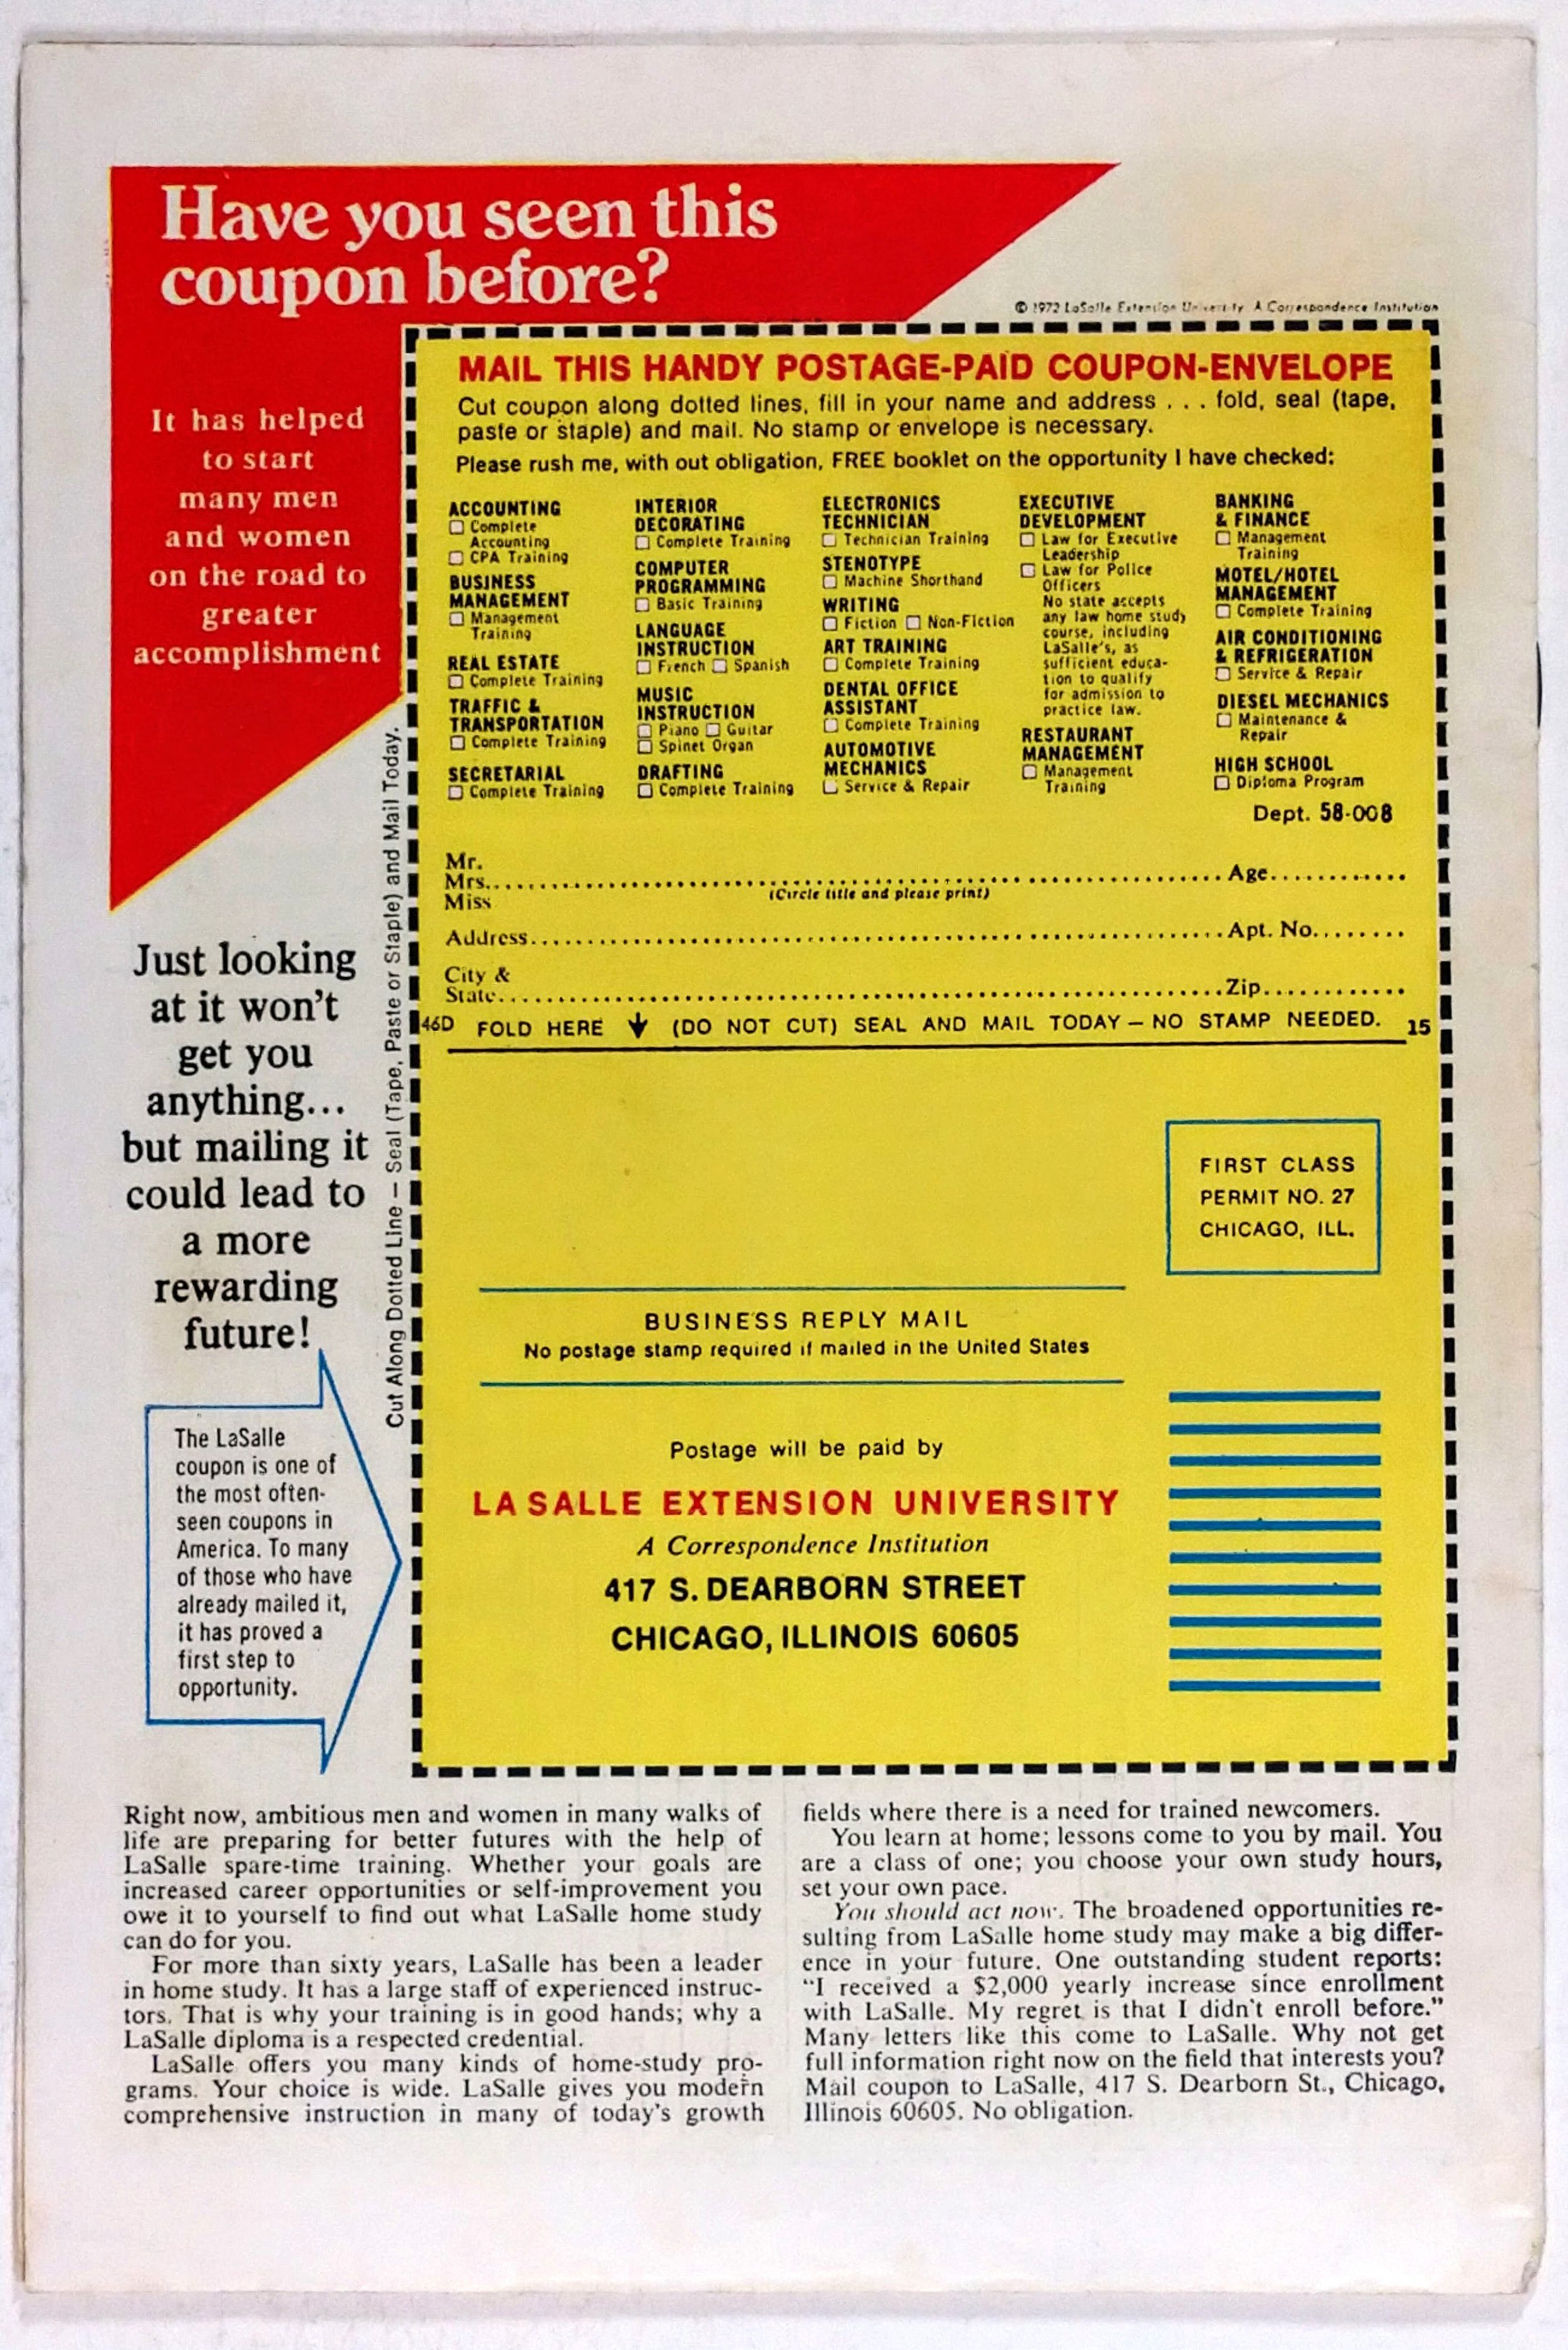 Have you seen this
coupon before?
It has helped
to start
many men
and women
on the road to
greater
accomplishment
Just looking
at it won't
get you
anything...
but mailing it
could lead to
a more
rewarding
future!
The LaSalle
coupon is one of
the most often-
seen coupons in
America. To many
of those who have
already mailed it,
it has proved a
first step to
opportunity.
Cut Along Dotted Line — Seal (Tape, Paste or Staple) and Mail Today.
© 1972 LaSalle Extension University A Correspondence Institution
MAIL THIS HANDY POSTAGE-PAID COUPON-ENVELOPE
Cut coupon along dotted lines, fill in your name and address . . . fold, seal (tape,
paste or staple) and mail. No stamp or envelope is necessary.
Please rush me, with out obligation, FREE booklet on the opportunity I have checked:
ACCOUNTING
☐ Complete
Accounting
☐ CPA Training
BUSINESS
MANAGEMENT
☐ Management
Training
REAL ESTATE
☐ Complete Training
TRAFFIC &
TRANSPORTATION
☐ Complete Training
SECRETARIAL
☐ Complete Training
INTERIOR
DECORATING
☐ Complete Training
COMPUTER
PROGRAMMING
☐ Basic Training
LANGUAGE
INSTRUCTION
☐ French ☐ Spanish
MUSIC
INSTRUCTION
☐ Piano ☐ Guitar
☐ Spinet Organ
DRAFTING
☐ Complete Training
ELECTRONICS
TECHNICIAN
☐ Technician Training
STENOTYPE
☐ Machine Shorthand
WRITING
☐ Fiction ☐ Non-Fiction
ART TRAINING
☐ Complete Training
DENTAL OFFICE
ASSISTANT
☐ Complete Training
AUTOMOTIVE
MECHANICS
☐ Service & Repair
EXECUTIVE
DEVELOPMENT
☐ Law for Executive
Leadership
☐ Law for Police
Officers
No state accepts
any law home study
course, including
LaSalle's, as
sufficient educa-
tion to qualify
for admission to
practice law.
RESTAURANT
MANAGEMENT
☐ Management
Training
BANKING
& FINANCE
☐ Management
Training
MOTEL/HOTEL
MANAGEMENT
☐ Complete Training
AIR CONDITIONING
& REFRIGERATION
☐ Service & Repair
DIESEL MECHANICS
☐ Maintenance &
Repair
HIGH SCHOOL
☐ Diploma Program
Dept. 58-008
Mr.
Mrs. Age
Miss (Circle title and please print)
Address Apt. No.
City &
State Zip
46D FOLD HERE ↓ (DO NOT CUT) SEAL AND MAIL TODAY — NO STAMP NEEDED. 15
FIRST CLASS
PERMIT NO. 27
CHICAGO, ILL.
BUSINESS REPLY MAIL
No postage stamp required if mailed in the United States
Postage will be paid by
LA SALLE EXTENSION UNIVERSITY
A Correspondence Institution
417 S. DEARBORN STREET
CHICAGO, ILLINOIS 60605
Right now, ambitious men and women in many walks of
life are preparing for better futures with the help of
LaSalle spare-time training. Whether your goals are
increased career opportunities or self-improvement you
owe it to yourself to find out what LaSalle home study
can do for you.
For more than sixty years, LaSalle has been a leader
in home study. It has a large staff of experienced instruc-
tors. That is why your training is in good hands; why a
LaSalle diploma is a respected credential.
LaSalle offers you many kinds of home-study pro-
grams. Your choice is wide. LaSalle gives you modern
comprehensive instruction in many of today's growth
fields where there is a need for trained newcomers.
You learn at home; lessons come to you by mail. You
are a class of one; you choose your own study hours,
set your own pace.
You should act now. The broadened opportunities re-
sulting from LaSalle home study may make a big differ-
ence in your future. One outstanding student reports:
"I received a $2,000 yearly increase since enrollment
with LaSalle. My regret is that I didn't enroll before."
Many letters like this come to LaSalle. Why not get
full information right now on the field that interests you?
Mail coupon to LaSalle, 417 S. Dearborn St., Chicago,
Illinois 60605. No obligation.